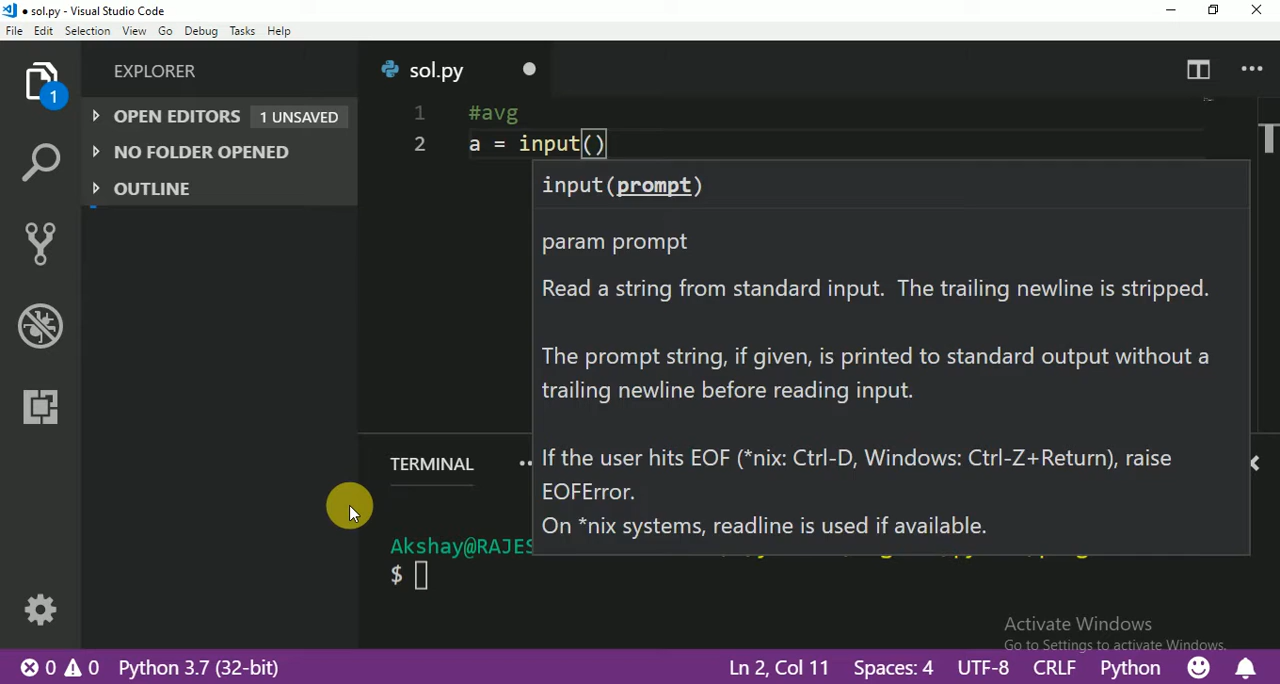 ● sol.py - Visual Studio Code
File Edit Selection View Go Debug Tasks Help
EXPLORER
OPEN EDITORS 1 UNSAVED
NO FOLDER OPENED
OUTLINE
1
sol.py
1 #avg
2 a = input()
input(prompt)
param prompt
Read a string from standard input. The trailing newline is stripped.
The prompt string, if given, is printed to standard output without a
trailing newline before reading input.
If the user hits EOF (*nix: Ctrl-D, Windows: Ctrl-Z+Return), raise
EOFError.
On *nix systems, readline is used if available.
TERMINAL
Akshay@RAJES
$
Activate Windows
Go to Settings to activate Windows.
0 0 Python 3.7 (32-bit) Ln 2, Col 11 Spaces: 4 UTF-8 CRLF Python